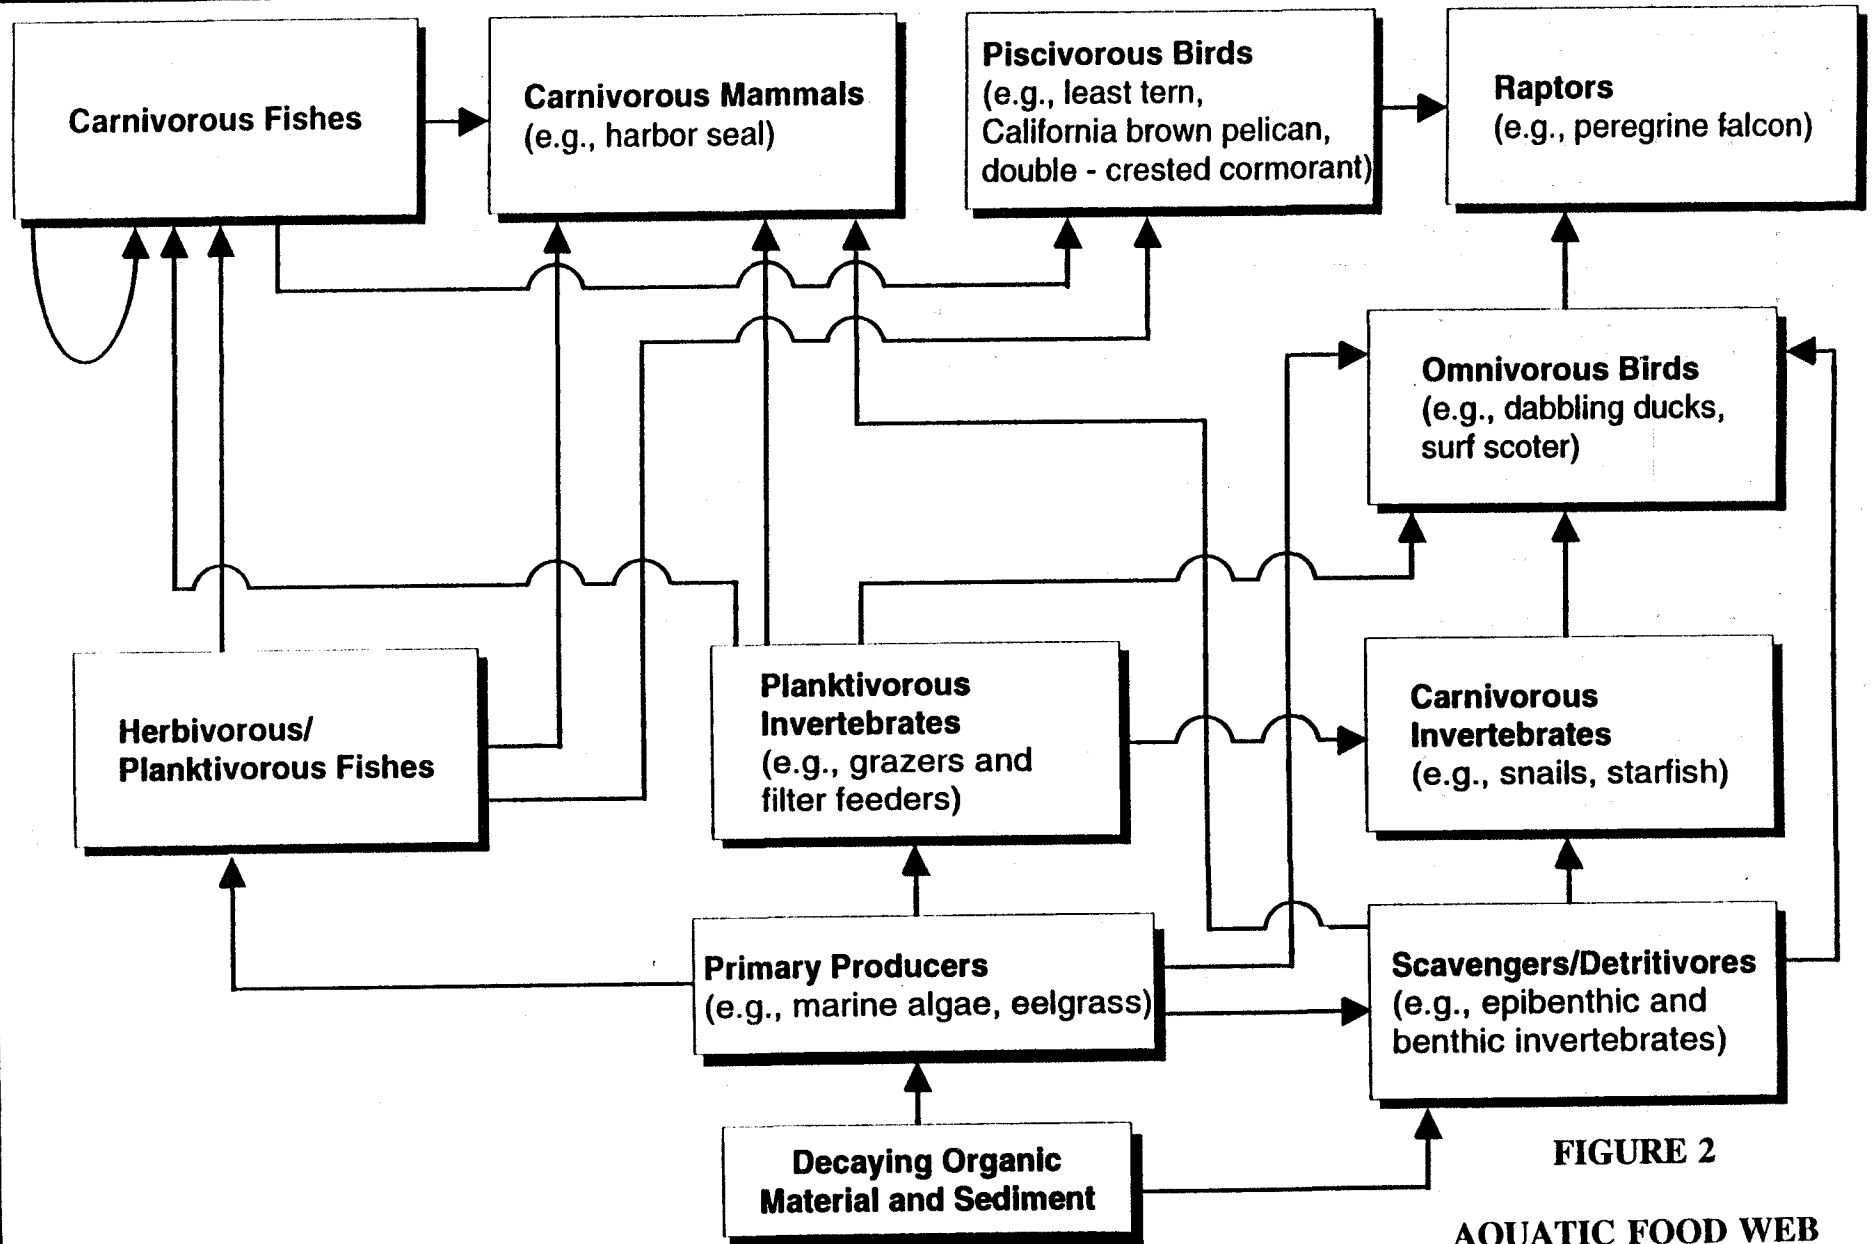 Carnivorous Fishes
Carnivorous Mammals
(e.g., harbor seal)
Piscivorous Birds
(e.g., least tern,
California brown pelican,
double - crested cormorant)
Raptors
(e.g., peregrine falcon)
Omnivorous Birds
(e.g., dabbling ducks,
surf scoter)
Herbivorous/
Planktivorous Fishes
Planktivorous
Invertebrates
(e.g., grazers and
filter feeders)
Carnivorous
Invertebrates
(e.g., snails, starfish)
Primary Producers
(e.g., marine algae, eelgrass)
Scavengers/Detritivores
(e.g., epibenthic and
benthic invertebrates)
Decaying Organic
Material and Sediment
FIGURE 2
AQUATIC FOOD WEB